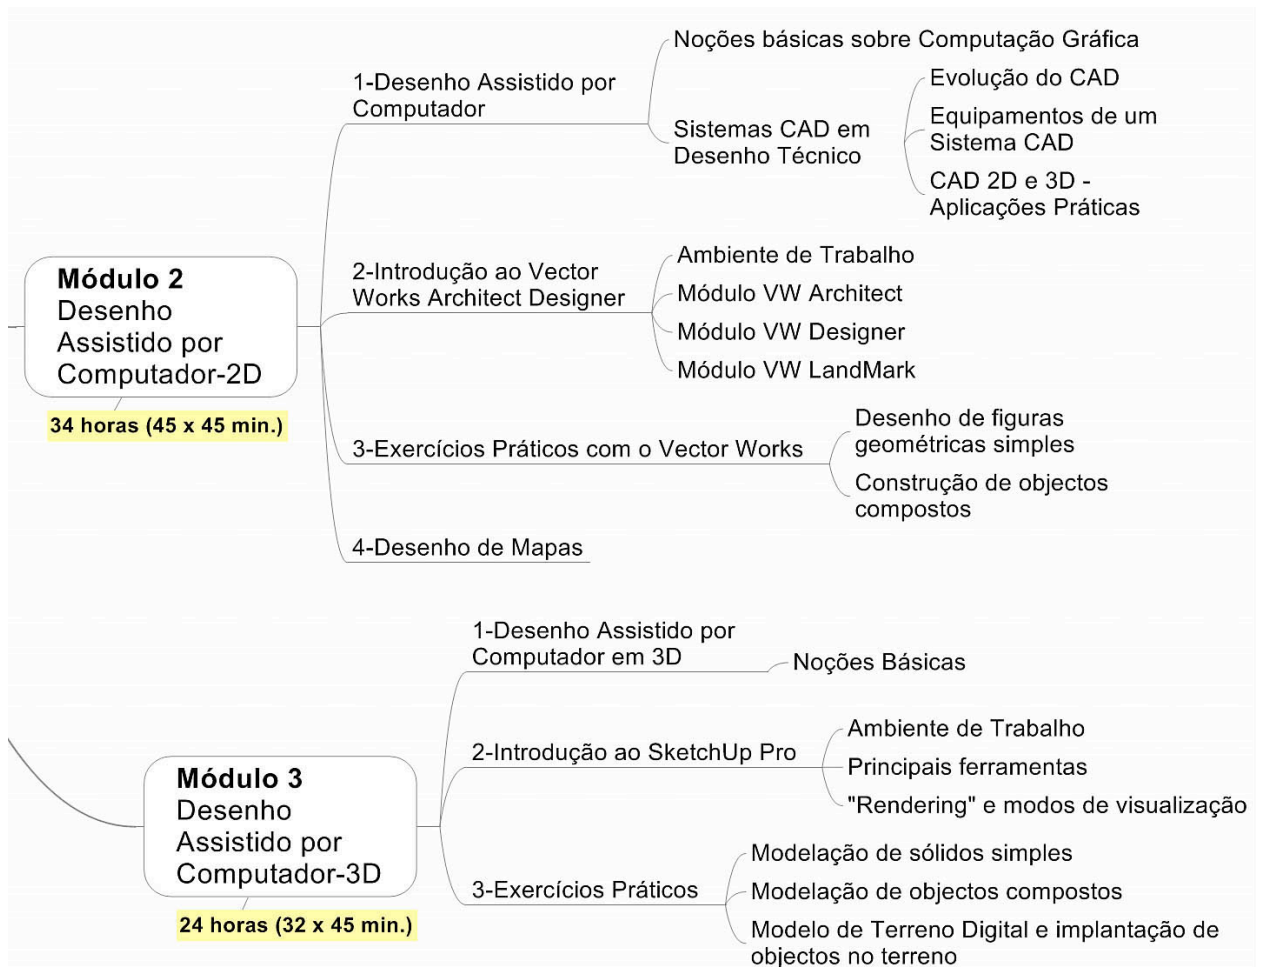 Módulo 2
Desenho
Assistido por
Computador-2D
34 horas (45 x 45 min.)
1-Desenho Assistido por
Computador
Noções básicas sobre Computação Gráfica
Sistemas CAD em
Desenho Técnico
Evolução do CAD
Equipamentos de um
Sistema CAD
CAD 2D e 3D -
Aplicações Práticas
2-Introdução ao Vector
Works Architect Designer
Ambiente de Trabalho
Módulo VW Architect
Módulo VW Designer
Módulo VW LandMark
3-Exercícios Práticos com o Vector Works
Desenho de figuras
geométricas simples
Construção de objectos
compostos
4-Desenho de Mapas
Módulo 3
Desenho
Assistido por
Computador-3D
24 horas (32 x 45 min.)
1-Desenho Assistido por
Computador em 3D
Noções Básicas
2-Introdução ao SketchUp Pro
Ambiente de Trabalho
Principais ferramentas
"Rendering" e modos de visualização
3-Exercícios Práticos
Modelação de sólidos simples
Modelação de objectos compostos
Modelo de Terreno Digital e implantação de
objectos no terreno